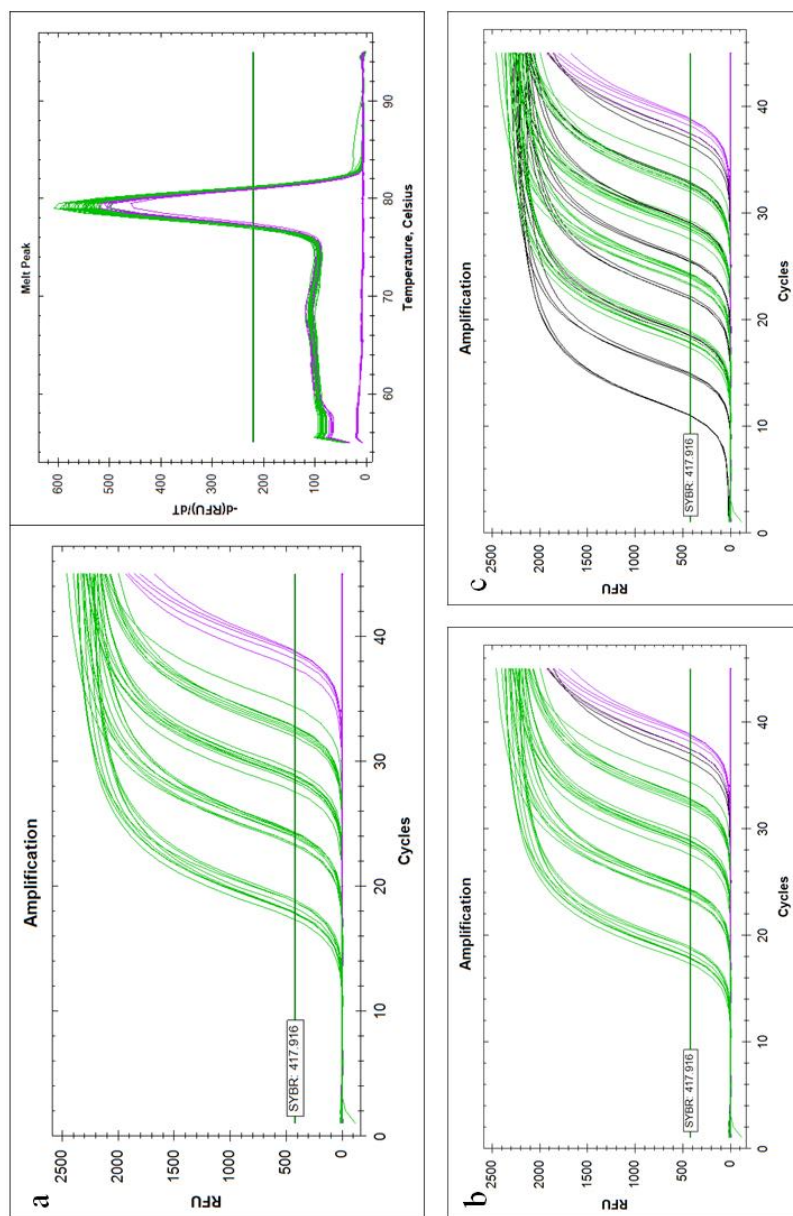 a
Amplification
2500
2000
1500
1000
500
0
RFU
SYBR: 417.916
0
10
20
30
40
Cycles
Melt Peak
600
500
400
300
200
100
0
-d(RFU)/dT
60
70
80
90
Temperature, Celsius
b
Amplification
2500
2000
1500
1000
500
0
RFU
SYBR: 417.916
0
10
20
30
40
Cycles
c
Amplification
2500
2000
1500
1000
500
0
RFU
SYBR: 417.916
0
10
20
30
40
Cycles